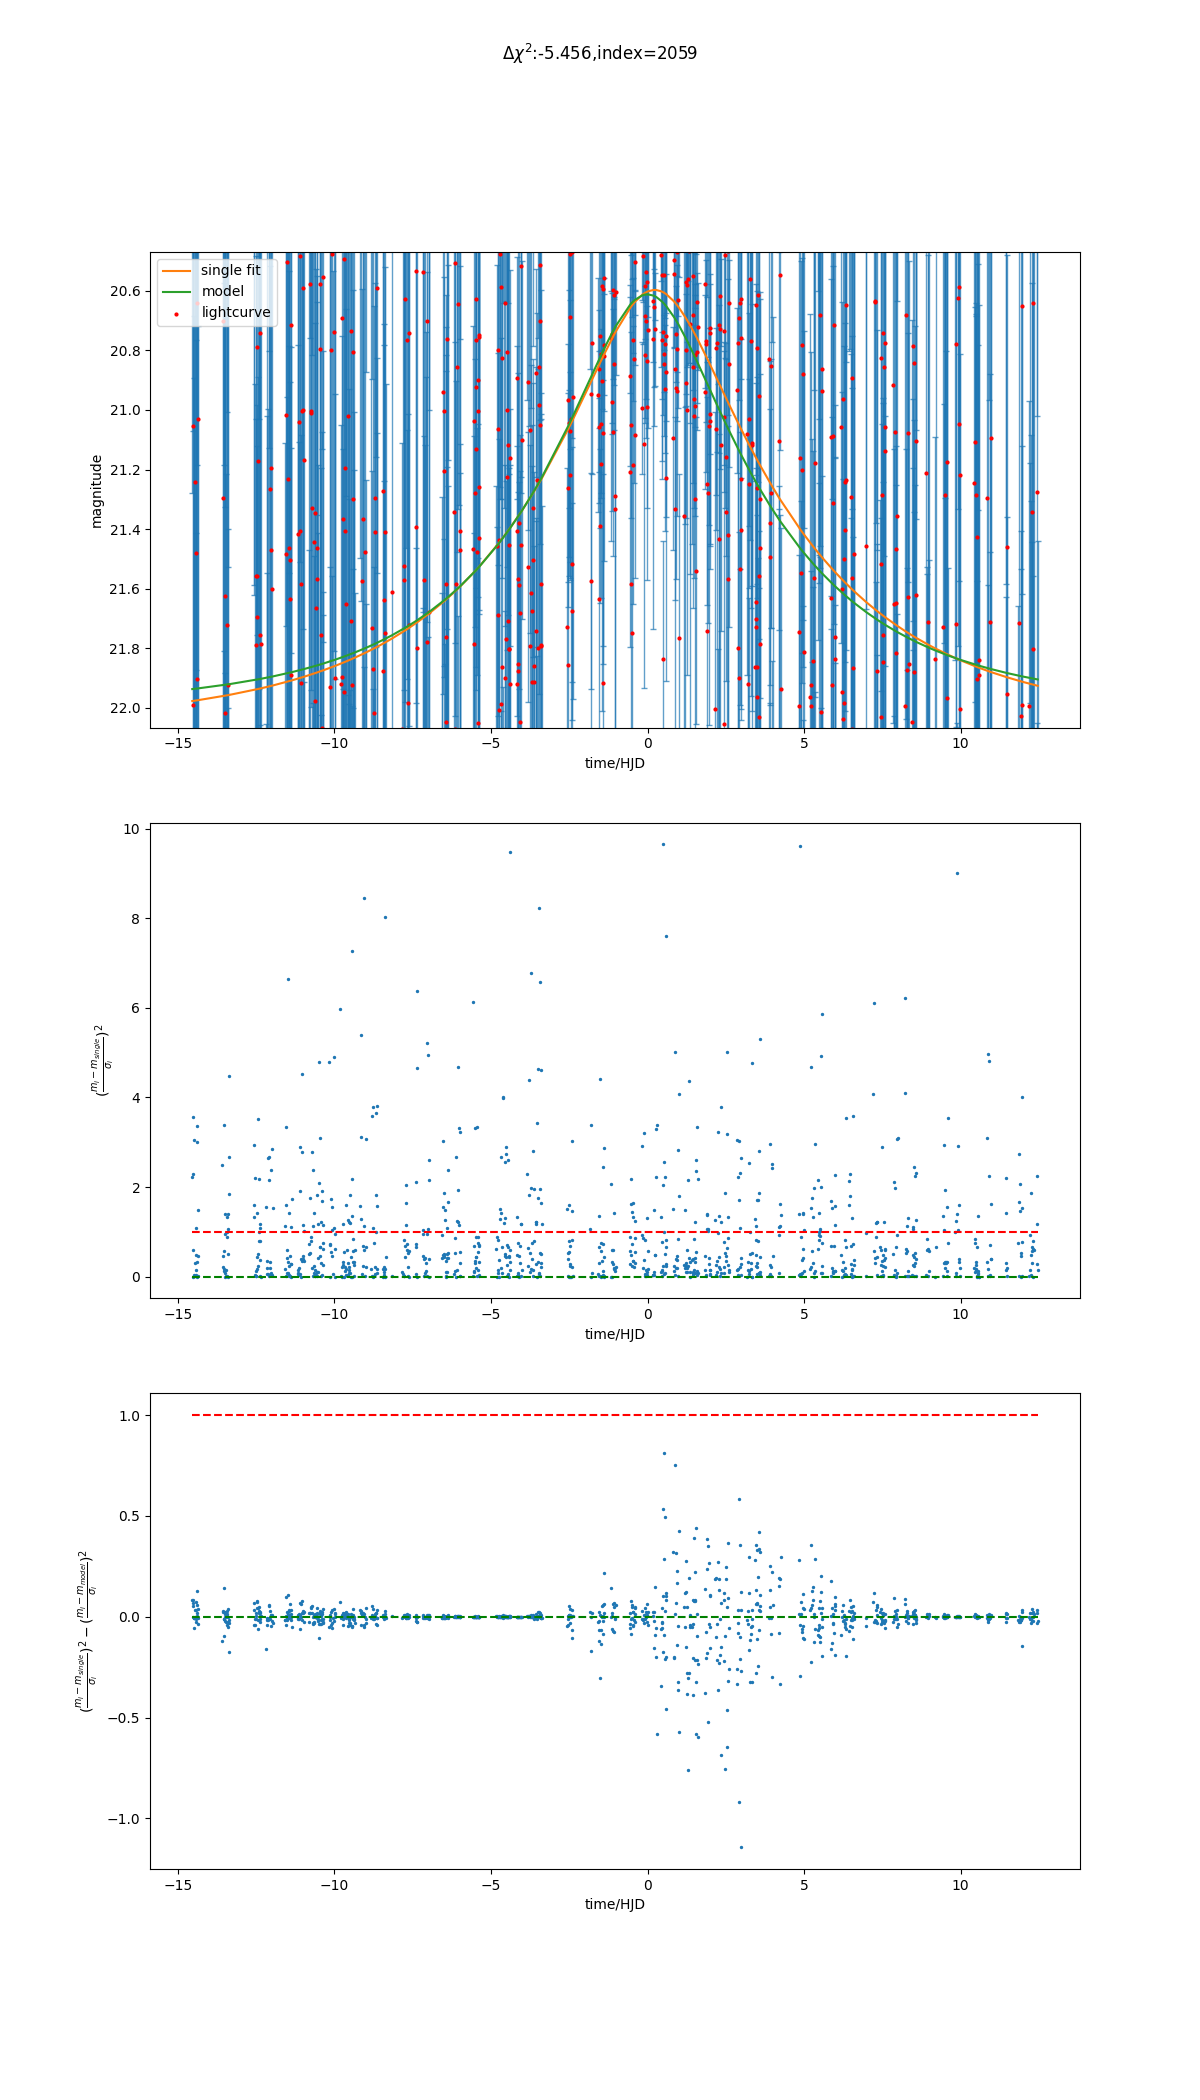 Δχ²:-5.456,index=2059
single fit
model
lightcurve
20.6
20.8
21.0
21.2
21.4
21.6
21.8
22.0
magnitude
−15 −10 −5 0 5 10
time/HJD
10
8
6
4
2
0
((m_i − m_single)/σ_i)²
−15 −10 −5 0 5 10
time/HJD
1.0
0.5
0.0
−0.5
−1.0
((m_i − m_single)/σ_i)² − ((m_i − m_model)/σ_i)²
−15 −10 −5 0 5 10
time/HJD